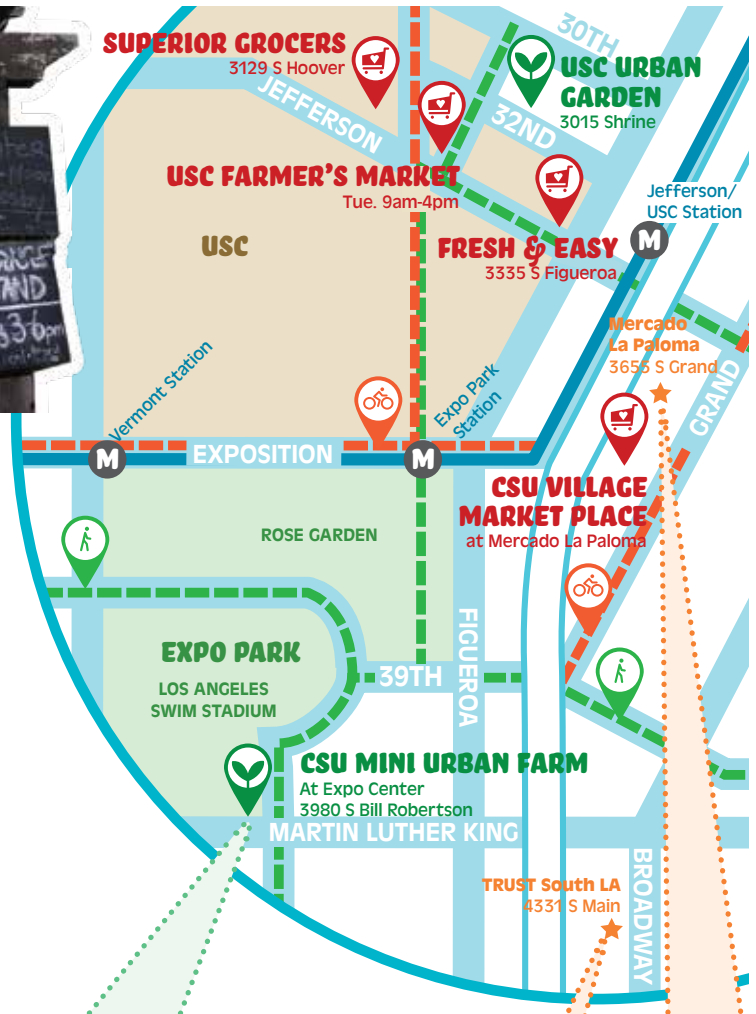 SUPERIOR GROCERS
3129 S Hoover
30TH
USC URBAN
GARDEN
3015 Shrine
JEFFERSON
32ND
USC FARMER'S MARKET
Tue. 9am-4pm
Jefferson/
USC Station
M
USC
FRESH & EASY
3335 S Figueroa
AND
Mercado
La Paloma
3655 S Grand
GRAND
Vermont Station
Expo Park
Station
M
EXPOSITION
M
CSU VILLAGE
MARKET PLACE
at Mercado La Paloma
ROSE GARDEN
FIGUEROA
EXPO PARK
39TH
LOS ANGELES
SWIM STADIUM
CSU MINI URBAN FARM
At Expo Center
3980 S Bill Robertson
MARTIN LUTHER KING
BROADWAY
TRUST South LA
4331 S Main